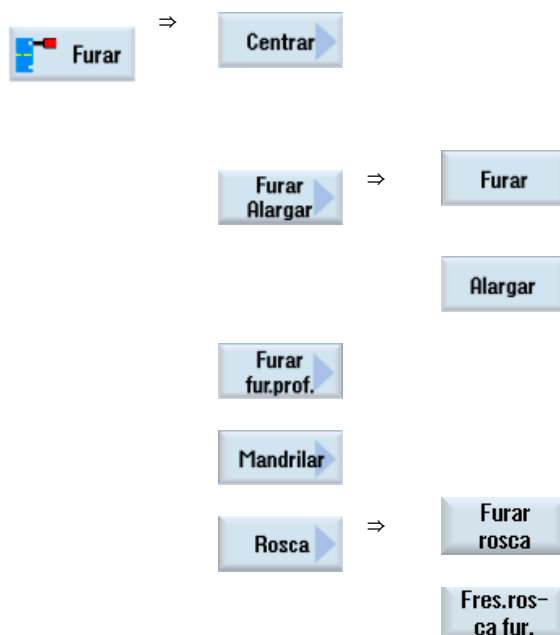 Furar
⇒
Centrar
Furar
Alargar
⇒
Furar
Alargar
Furar
fur.prof.
Mandrilar
Rosca
⇒
Furar
rosca
Fres.ros-
ca fur.